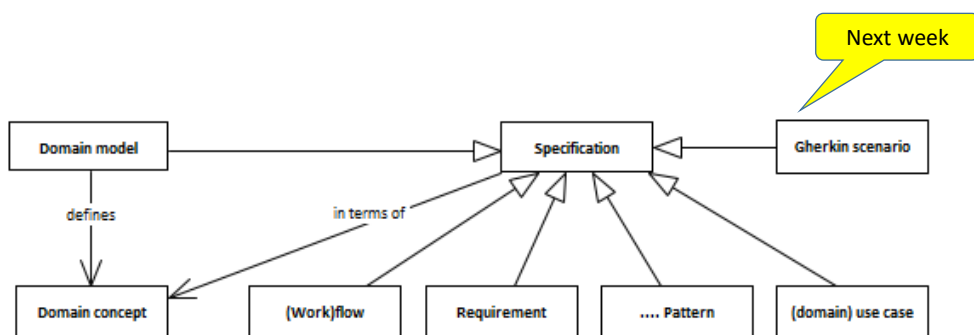 Next week
Domain model
Specification
Gherkin scenario
defines
in terms of
Domain concept
(Work)flow
Requirement
.... Pattern
(domain) use case